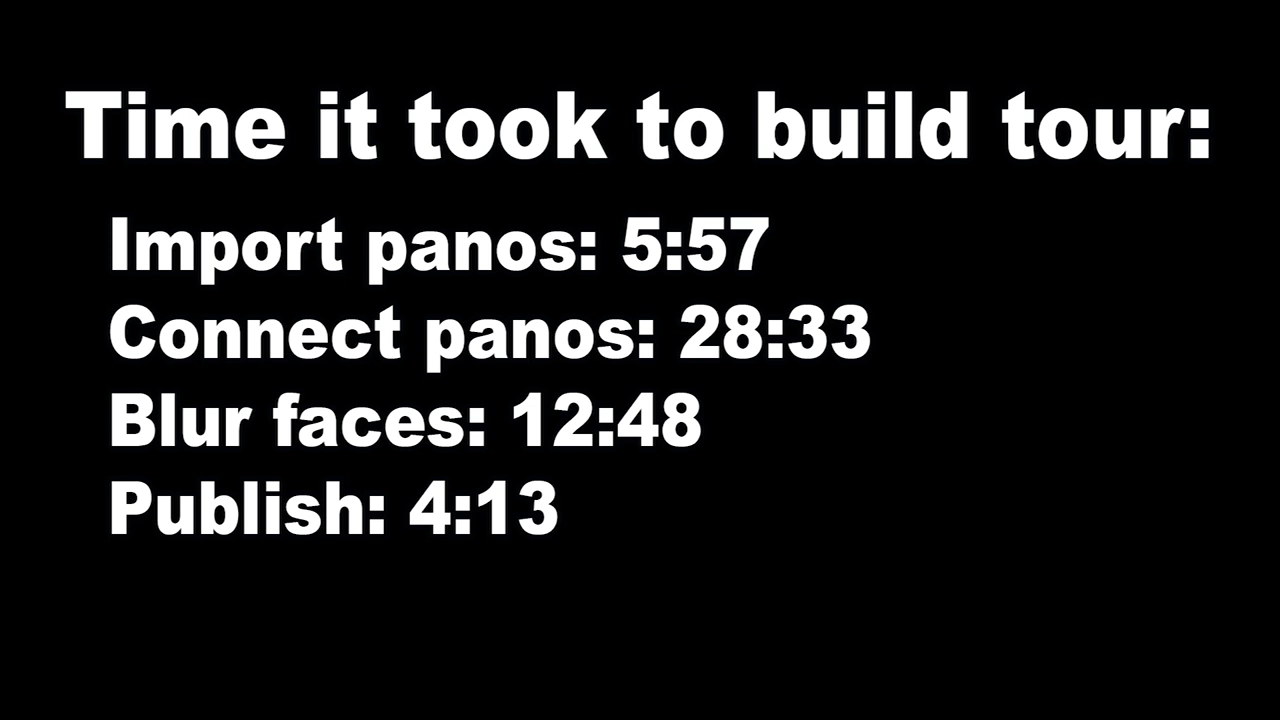 Time it took to build tour:
Import panos: 5:57
Connect panos: 28:33
Blur faces: 12:48
Publish: 4:13